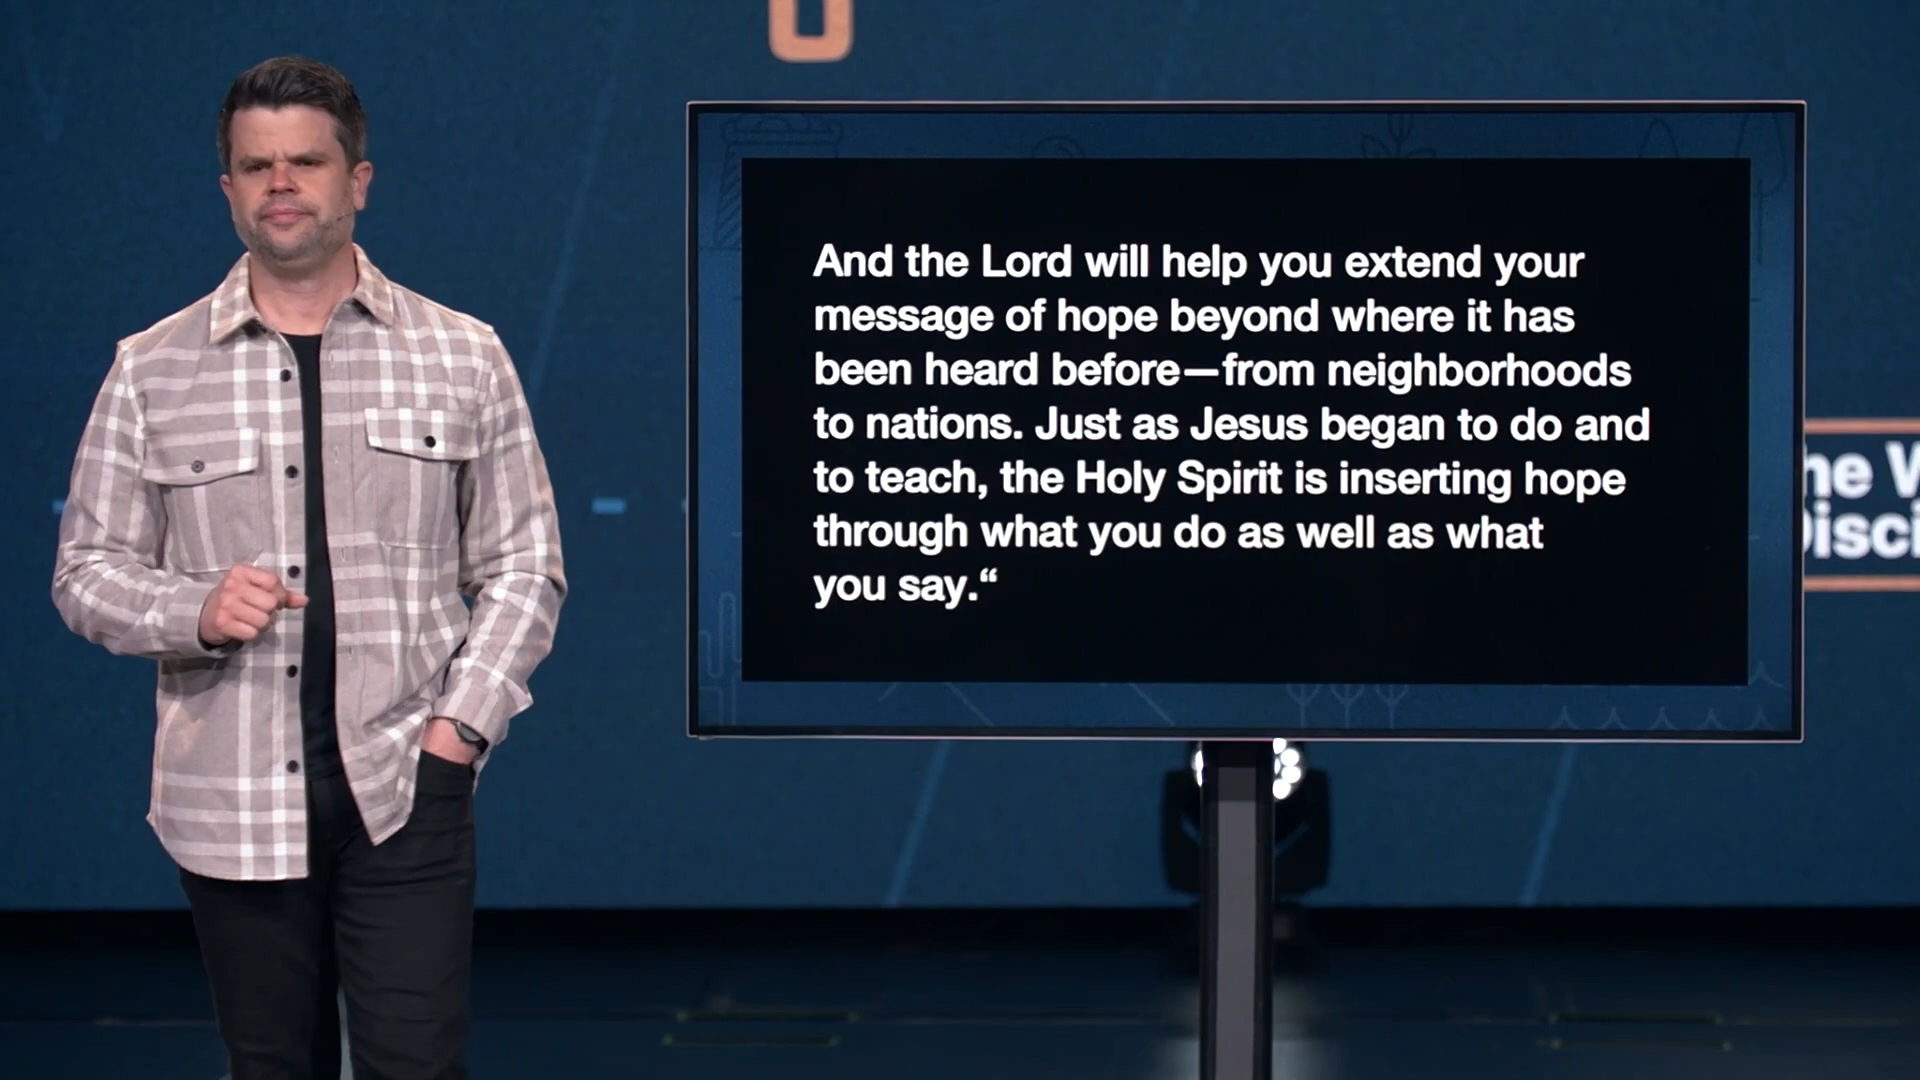 And the Lord will help you extend your
message of hope beyond where it has
been heard before—from neighborhoods
to nations. Just as Jesus began to do and
to teach, the Holy Spirit is inserting hope
through what you do as well as what
you say.“